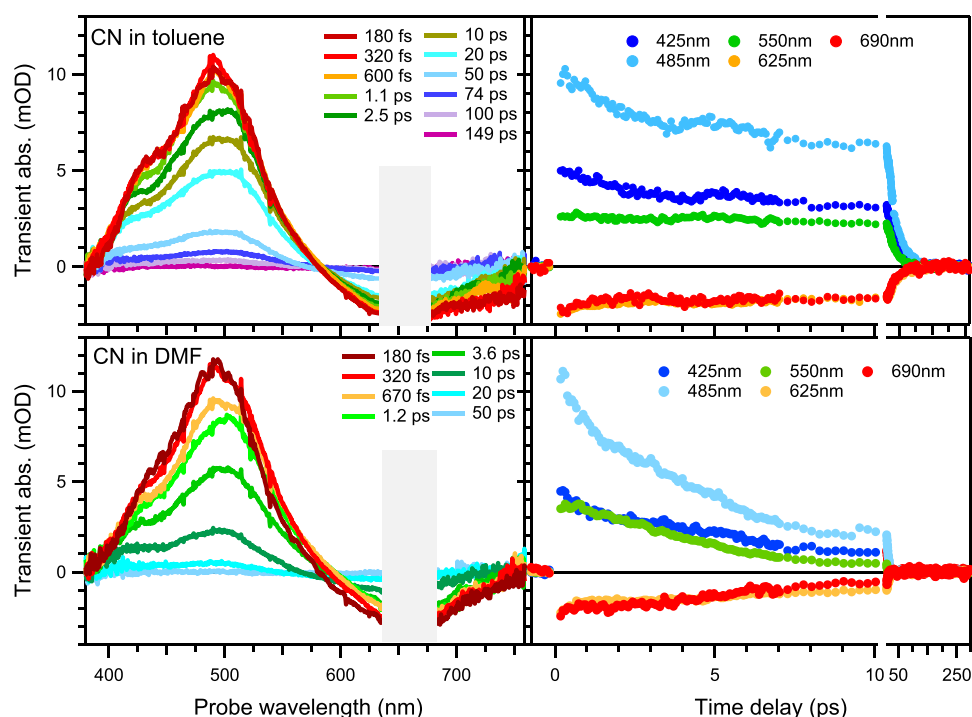 CN in toluene
180 fs
320 fs
600 fs
1.1 ps
2.5 ps
10 ps
20 ps
50 ps
74 ps
100 ps
149 ps
10
5
0
Transient abs. (mOD)
425nm 550nm 690nm
485nm 625nm
CN in DMF
180 fs
320 fs
670 fs
1.2 ps
3.6 ps
10 ps
20 ps
50 ps
10
5
0
Transient abs. (mOD)
400 500 600 700
Probe wavelength (nm)
425nm 550nm 690nm
485nm 625nm
0 5 10 50 250
Time delay (ps)